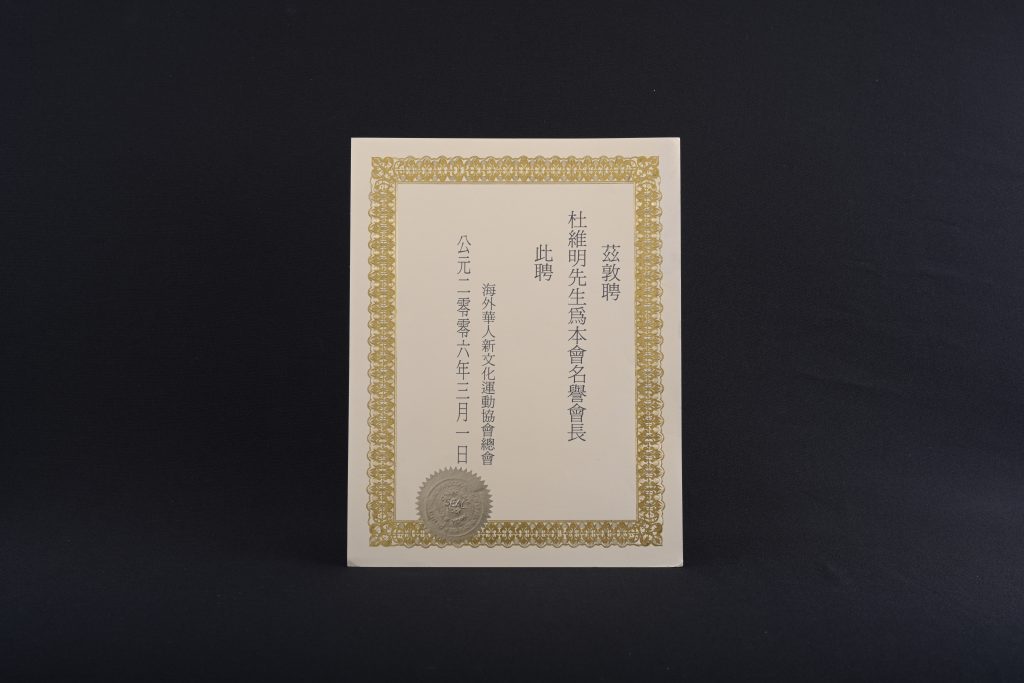 茲敦聘
杜維明先生爲本會名譽會長
此聘
海外華人新文化運動協會總會
公元二零零六年三月一日
SEAL